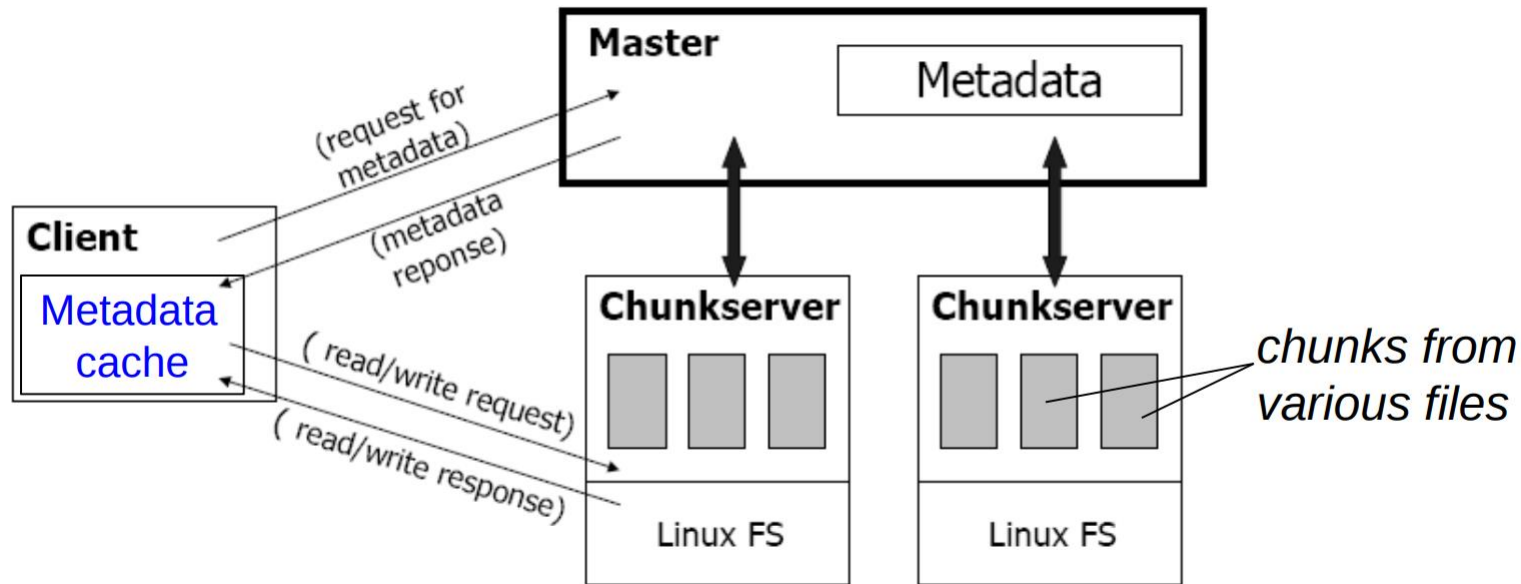 Master
Metadata
(request for
metadata)
(metadata
reponse)
Client
Metadata
cache
( read/write request)
( read/write response)
Chunkserver
Linux FS
Chunkserver
Linux FS
chunks from
various files